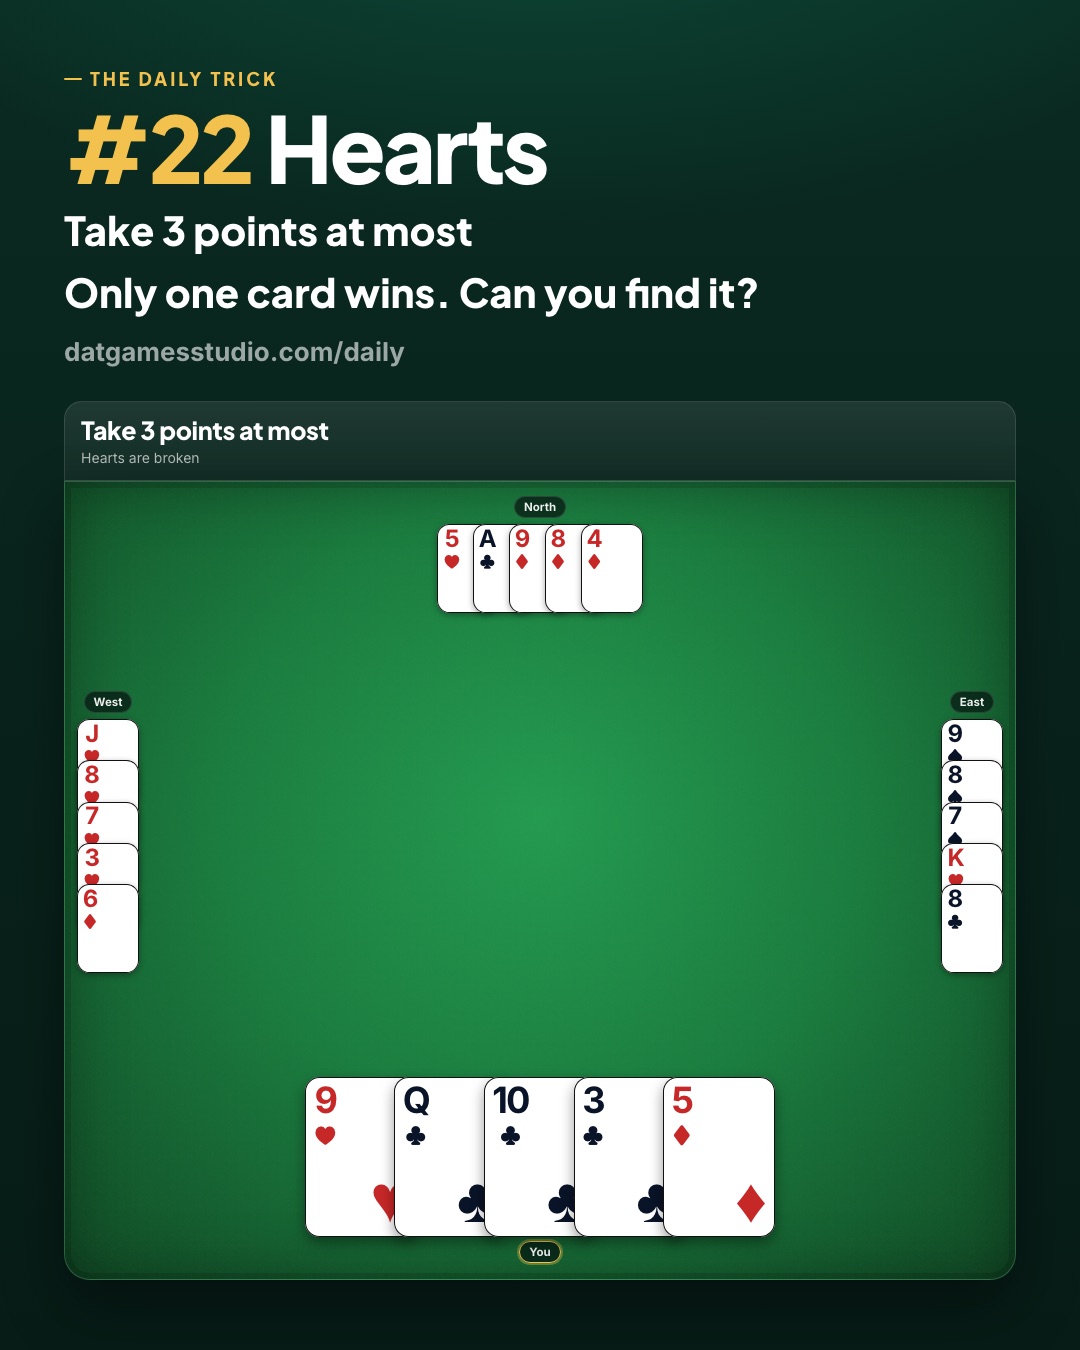 — THE DAILY TRICK
#22 Hearts
Take 3 points at most
Only one card wins. Can you find it?
datgamesstudio.com/daily
Take 3 points at most
Hearts are broken
North
5 A 9 8 4
West
East
J
8
7
3
6
9
8
7
K
8
9 Q 10 3 5
You